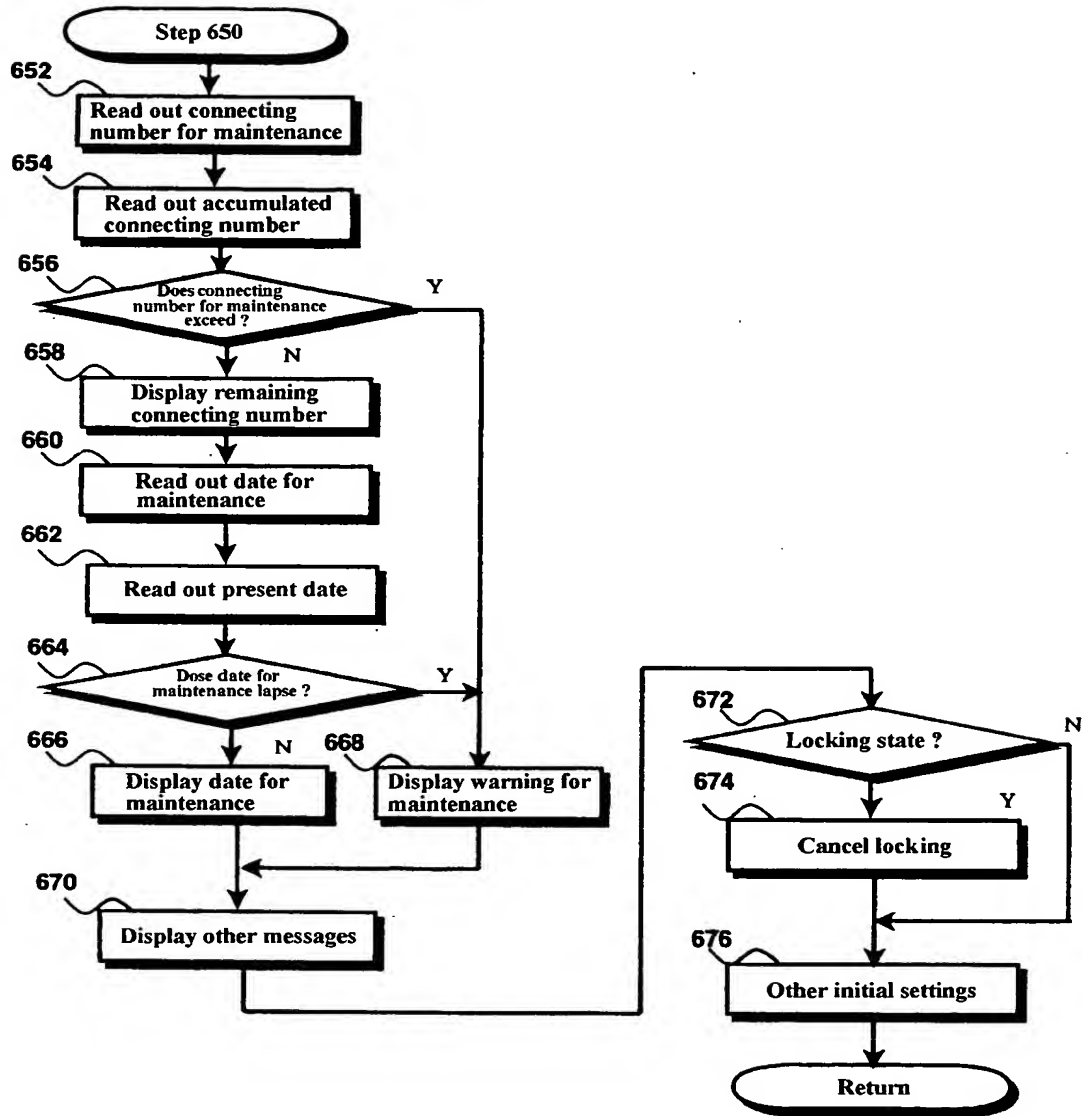 Step 650
652
Read out connecting
number for maintenance
654
Read out accumulated
connecting number
656
Does connecting
number for maintenance
exceed ?
Y
N
658
Display remaining
connecting number
660
Read out date for
maintenance
662
Read out present date
664
Dose date for
maintenance lapse ?
Y
N
666
Display date for
maintenance
668
Display warning for
maintenance
670
Display other messages
672
Locking state ?
N
Y
674
Cancel locking
676
Other initial settings
Return